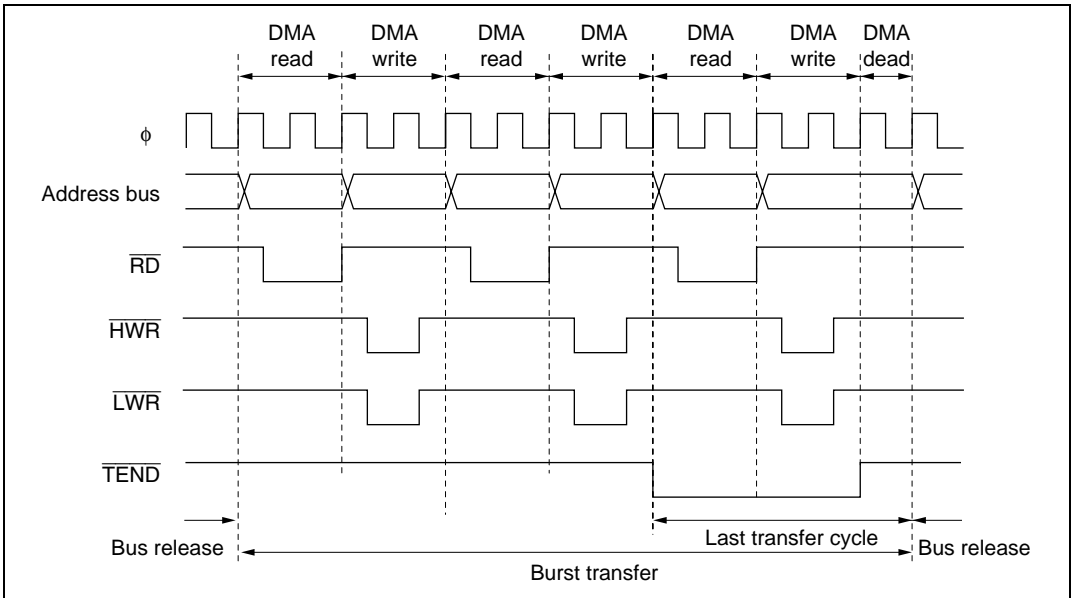 DMA read DMA write DMA read DMA write DMA read DMA write DMA dead
φ
Address bus
RD
HWR
LWR
TEND
Bus release
Last transfer cycle
Bus release
Burst transfer